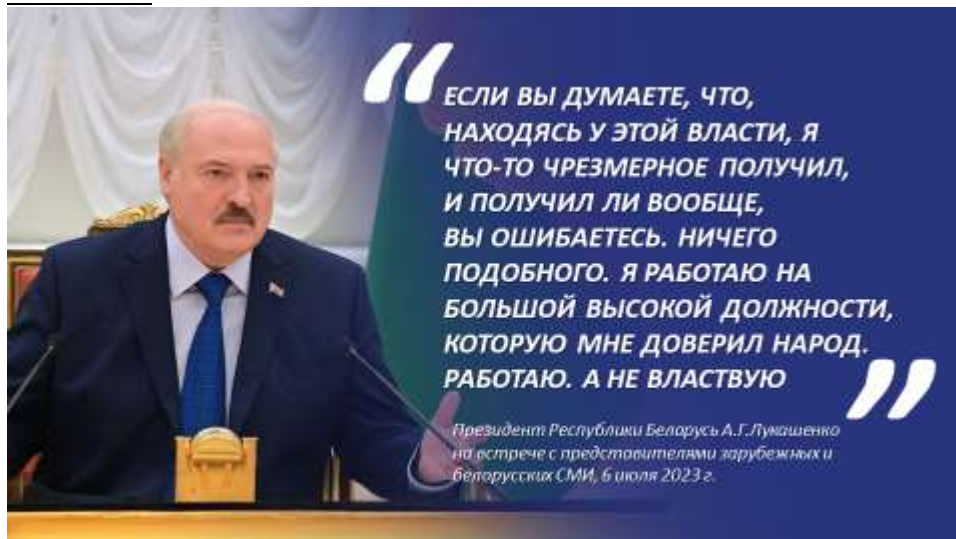 ЕСЛИ ВЫ ДУМАЕТЕ, ЧТО,
НАХОДЯСЬ У ЭТОЙ ВЛАСТИ, Я
ЧТО-ТО ЧРЕЗМЕРНОЕ ПОЛУЧИЛ,
И ПОЛУЧИЛ ЛИ ВООБЩЕ,
ВЫ ОШИБАЕТЕСЬ. НИЧЕГО
ПОДОБНОГО. Я РАБОТАЮ НА
БОЛЬШОЙ ВЫСОКОЙ ДОЛЖНОСТИ,
КОТОРУЮ МНЕ ДОВЕРИЛ НАРОД.
РАБОТАЮ. А НЕ ВЛАСТВУЮ
Президент Республики Беларусь А.Г.Лукашенко
на встрече с представителями зарубежных и
белорусских СМИ, 6 июля 2023 г.